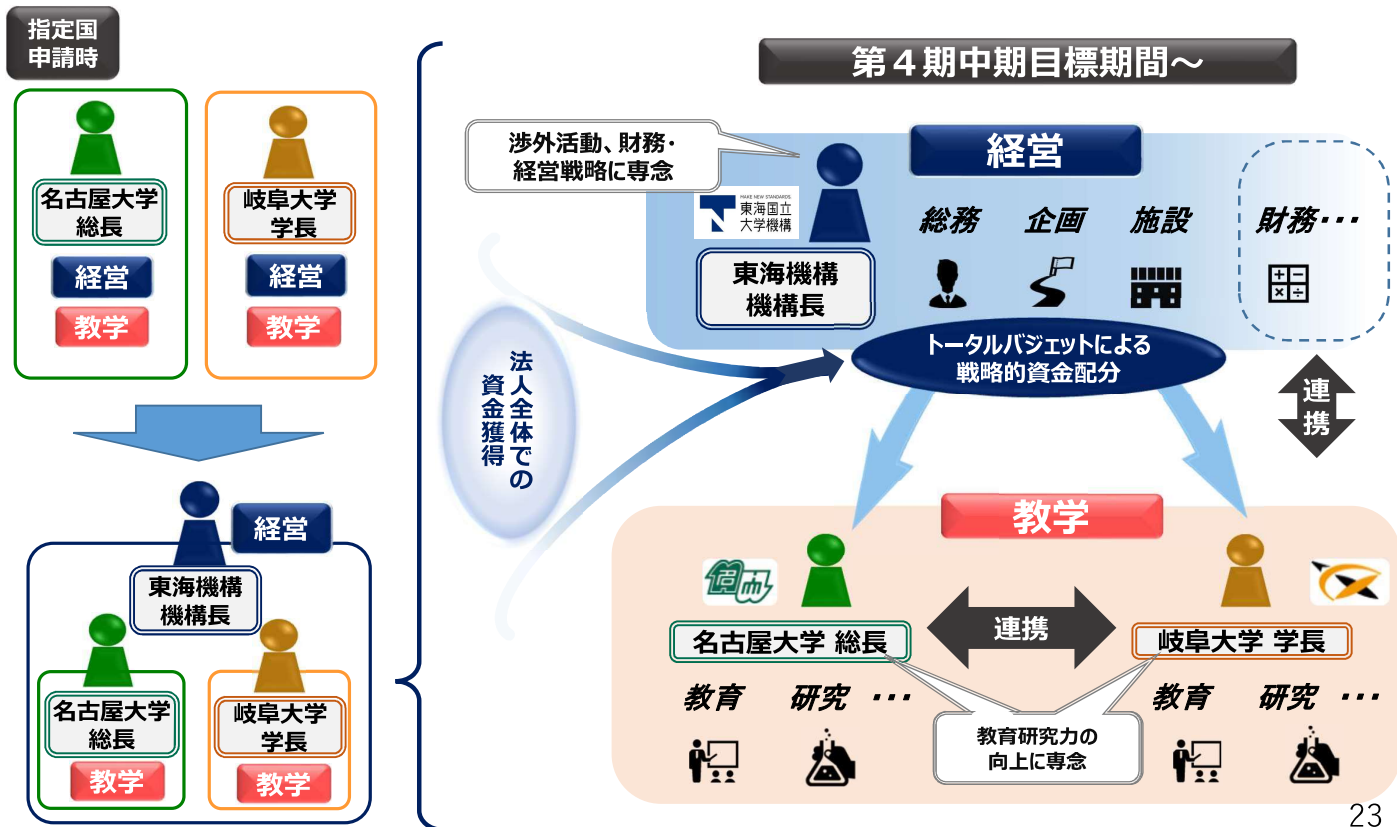 指定国
申請時
名古屋大学
総長
経営
教学
岐阜大学
学長
経営
教学
経営
東海機構
機構長
名古屋大学
総長
教学
岐阜大学
学長
教学
第4期中期目標期間～
渉外活動、財務・
経営戦略に専念
経営
MAKE NEW STANDARDS.
東海国立
大学機構
東海機構
機構長
総務
企画
施設
財務･･･
トータルバジェットによる
戦略的資金配分
法人全体での
資金獲得
連携
教学
名古屋大学 総長
連携
岐阜大学 学長
教育 研究 ･･･
教育 研究 ･･･
教育研究力の
向上に専念
23